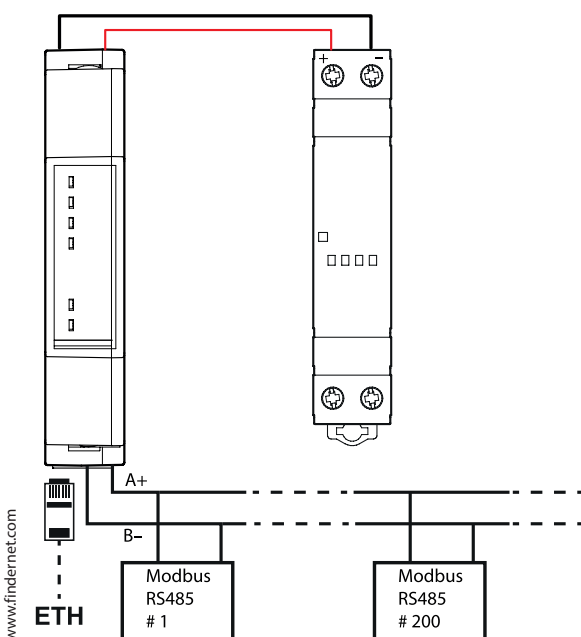 + −
A+
B−
Modbus
RS485
# 1
Modbus
RS485
# 200
ETH
www.findernet.com